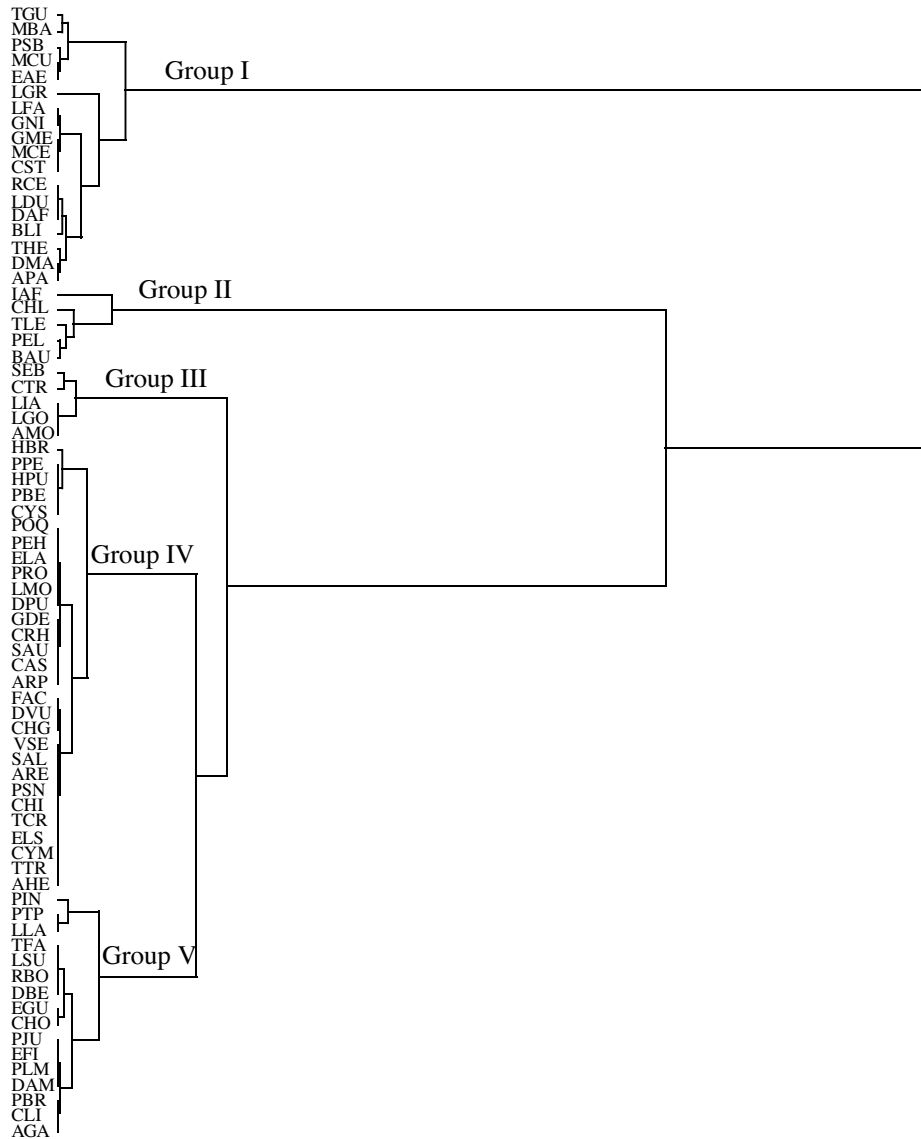 TGU
MBA
PSB
MCU
Group I
EAE
LGR
LFA
GNI
GME
MCE
CST
RCE
LDU
DAF
BLI
THE
DMA
APA
Group II
IAF
CHL
TLE
PEL
BAU
SEB
Group III
CTR
LIA
LGO
AMO
HBR
PPE
HPU
PBE
CYS
POQ
PEH
Group IV
ELA
PRO
LMO
DPU
GDE
CRH
SAU
CAS
ARP
FAC
DVU
CHG
VSE
SAL
ARE
PSN
CHI
TCR
ELS
CYM
TTR
AHE
PIN
PTP
LLA
TFA
Group V
LSU
RBO
DBE
EGU
CHO
PJU
EFI
PLM
DAM
PBR
CLI
AGA